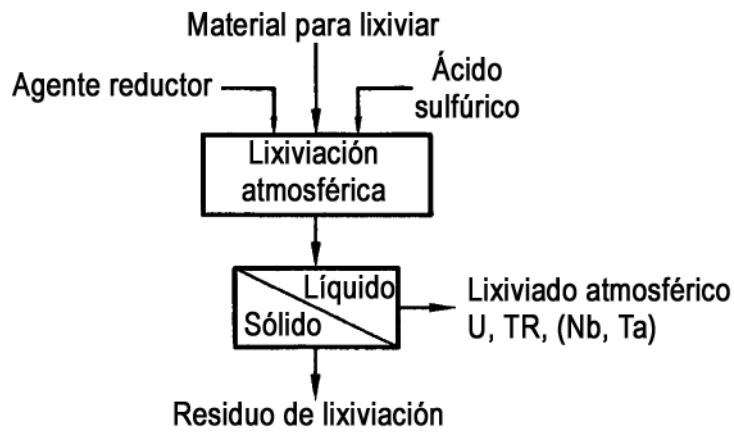 Material para lixiviar
Agente reductor
Ácido
sulfúrico
Lixiviación
atmosférica
Líquido
Sólido
Lixiviado atmosférico
U, TR, (Nb, Ta)
Residuo de lixiviación